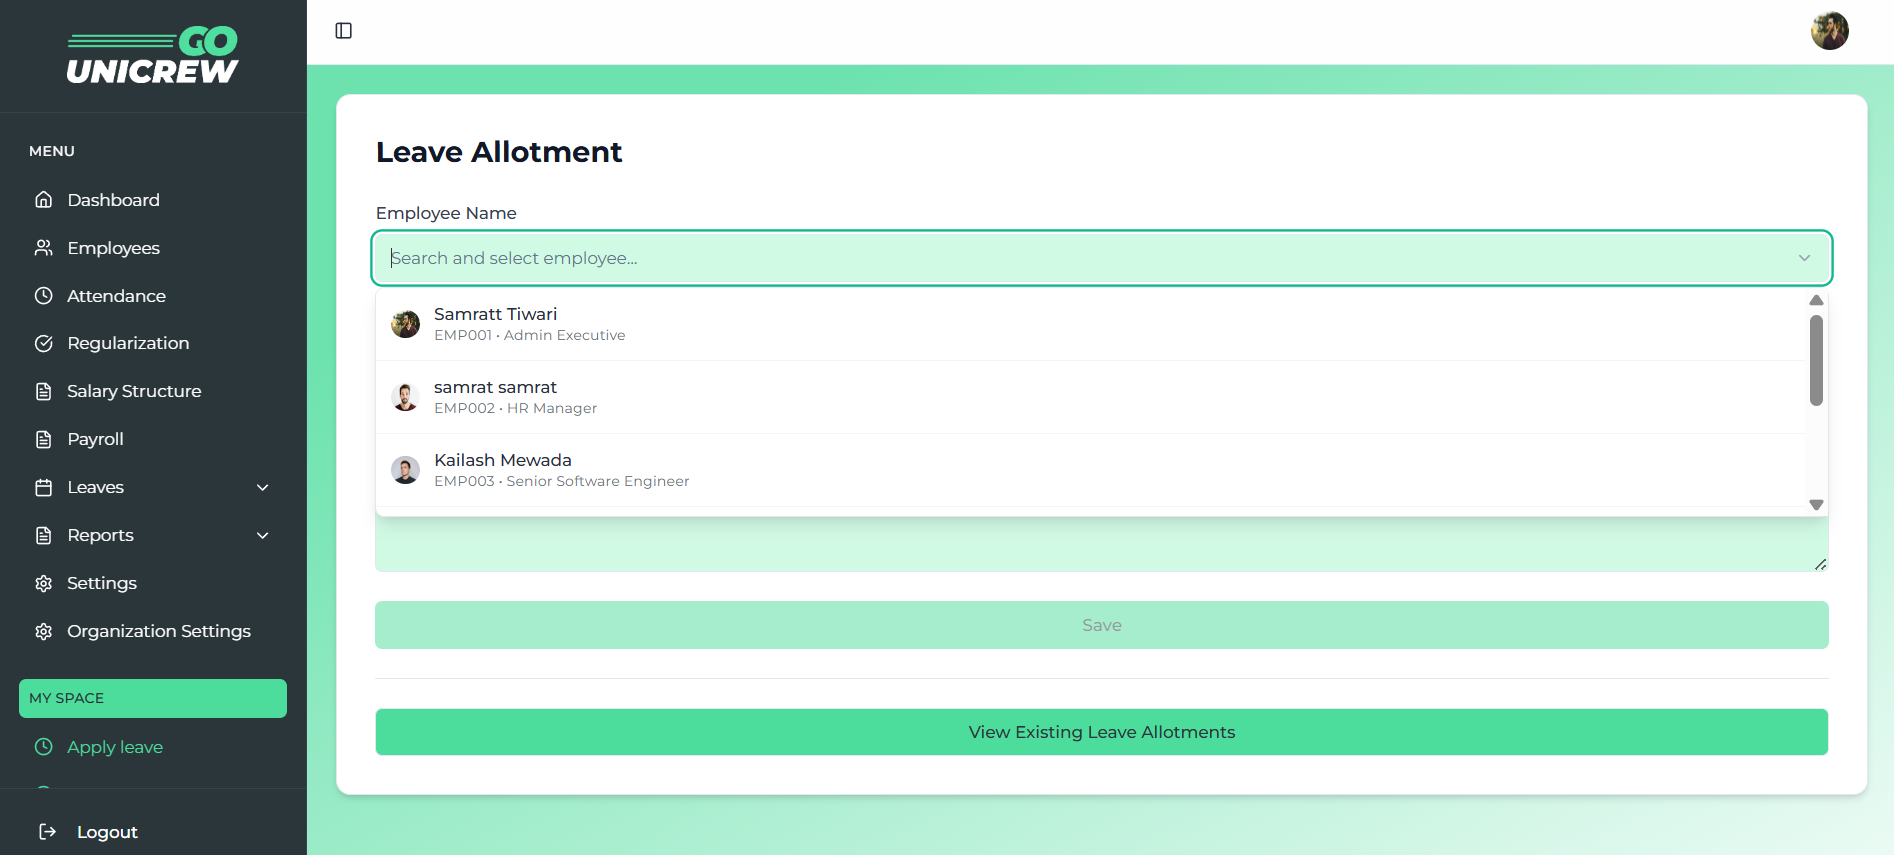 GO
UNICREW
MENU
Dashboard
Employees
Attendance
Regularization
Salary Structure
Payroll
Leaves
Reports
Settings
Organization Settings
MY SPACE
Apply leave
Logout
Leave Allotment
Employee Name
Search and select employee...
Samratt Tiwari
EMP001 • Admin Executive
samrat samrat
EMP002 • HR Manager
Kailash Mewada
EMP003 • Senior Software Engineer
Save
View Existing Leave Allotments